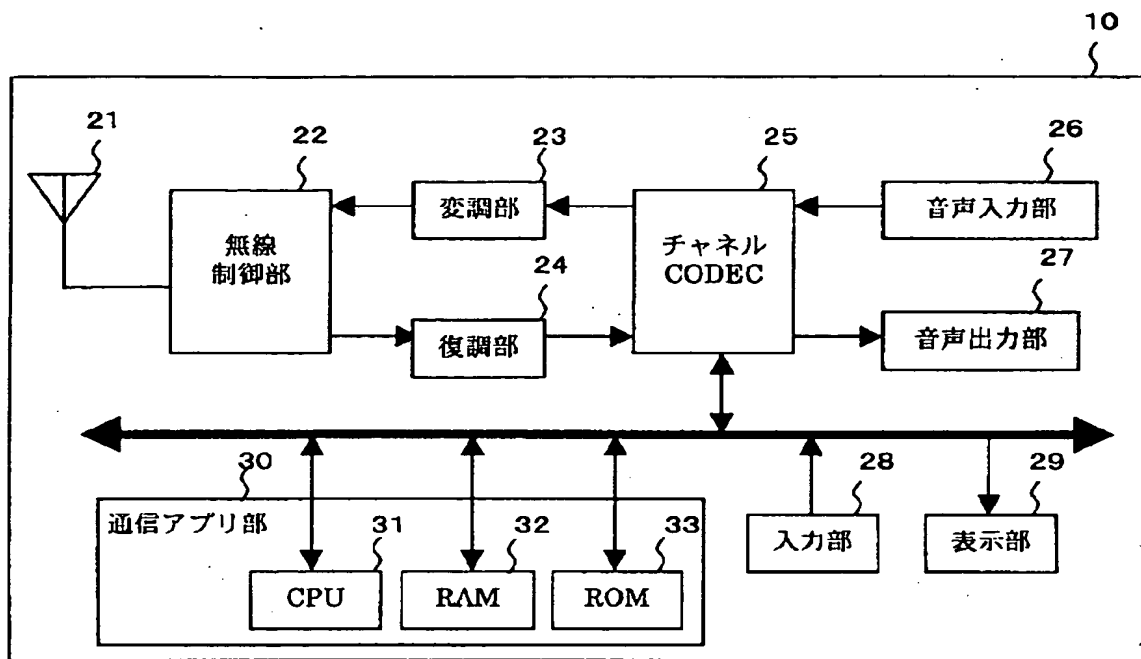 10
21
22
23
25
26
無線
制御部
変調部
チャネル
CODEC
音声入力部
24
27
復調部
音声出力部
30
28
29
通信アプリ部
31
32
33
入力部
表示部
CPU
RAM
ROM